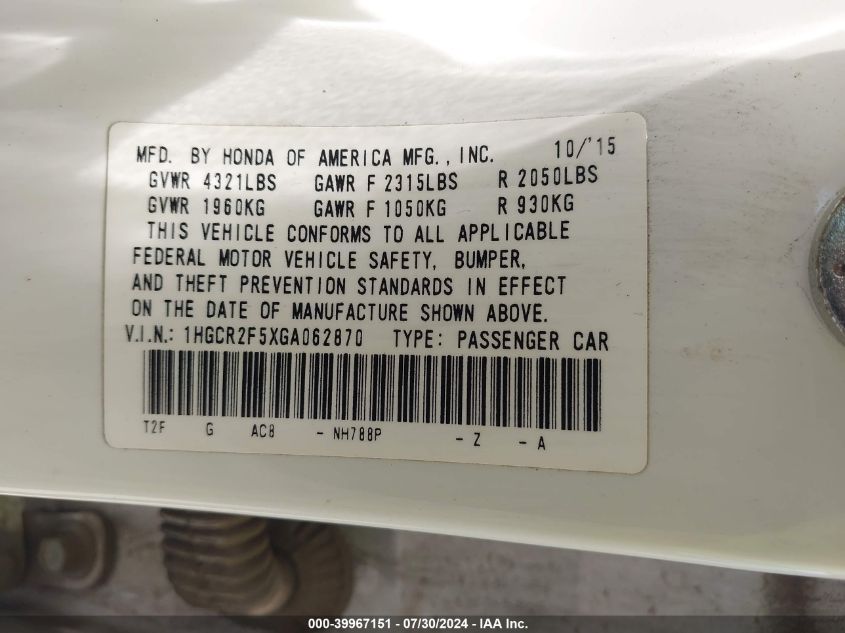 MFD. BY HONDA OF AMERICA MFG., INC. 10/'15
GVWR 4321LBS GAWR F 2315LBS R 2050LBS
GVWR 1960KG GAWR F 1050KG R 930KG
THIS VEHICLE CONFORMS TO ALL APPLICABLE
FEDERAL MOTOR VEHICLE SAFETY, BUMPER,
AND THEFT PREVENTION STANDARDS IN EFFECT
ON THE DATE OF MANUFACTURE SHOWN ABOVE.
V.I.N.: 1HGCR2F5XGA062870 TYPE: PASSENGER CAR
T2F G AC8 - NH788P - Z - A
000-39967151 / 07/30/2024 - IAA Inc.